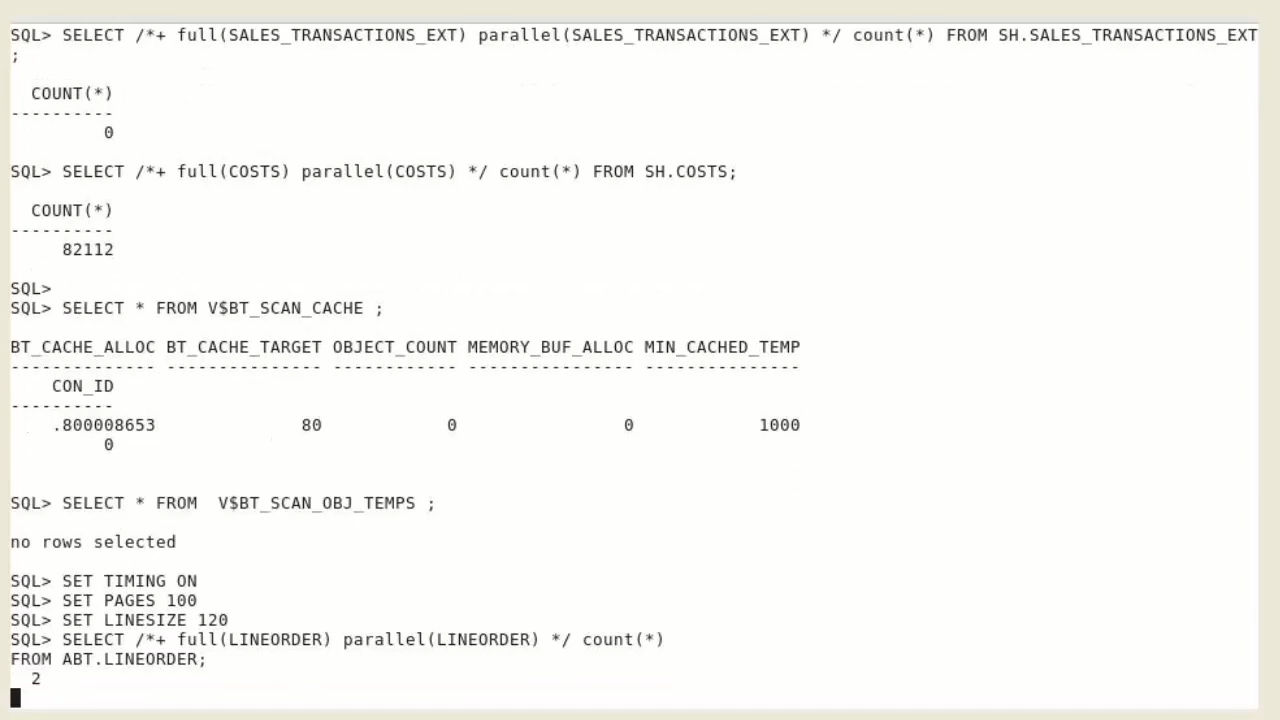 SQL> SELECT /*+ full(SALES_TRANSACTIONS_EXT) parallel(SALES_TRANSACTIONS_EXT) */ count(*) FROM SH.SALES_TRANSACTIONS_EXT
;
COUNT(*)
----------
0
SQL> SELECT /*+ full(COSTS) parallel(COSTS) */ count(*) FROM SH.COSTS;
COUNT(*)
----------
82112
SQL>
SQL> SELECT * FROM V$BT_SCAN_CACHE ;
BT_CACHE_ALLOC BT_CACHE_TARGET OBJECT_COUNT MEMORY_BUF_ALLOC MIN_CACHED_TEMP
-------------- --------------- ------------ ---------------- ---------------
CON_ID
----------
.800008653 80 0 0 1000
0
SQL> SELECT * FROM  V$BT_SCAN_OBJ_TEMPS ;
no rows selected
SQL> SET TIMING ON
SQL> SET PAGES 100
SQL> SET LINESIZE 120
SQL> SELECT /*+ full(LINEORDER) parallel(LINEORDER) */ count(*)
FROM ABT.LINEORDER;
2